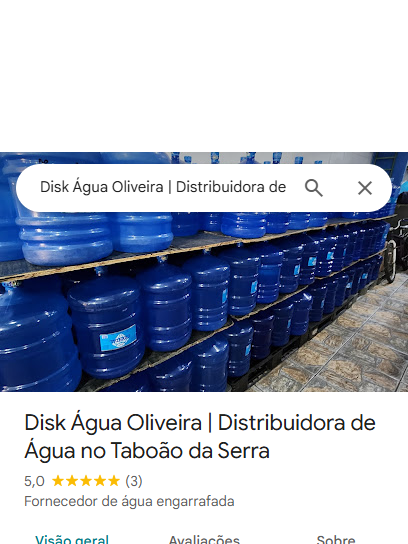 Disk Água Oliveira | Distribuidora de
Disk Água Oliveira | Distribuidora de
Água no Taboão da Serra
5,0 (3)
Fornecedor de água engarrafada
Visão geral Avaliações Sobre